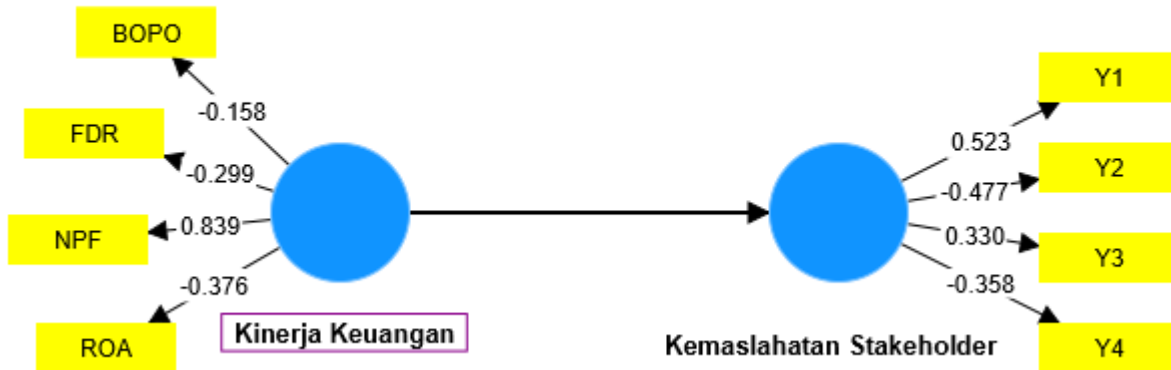 BOPO
-0.158
FDR
-0.299
NPF
0.839
ROA
-0.376
Kinerja Keuangan
Y1
0.523
Y2
-0.477
Y3
0.330
Y4
-0.358
Kemaslahatan Stakeholder